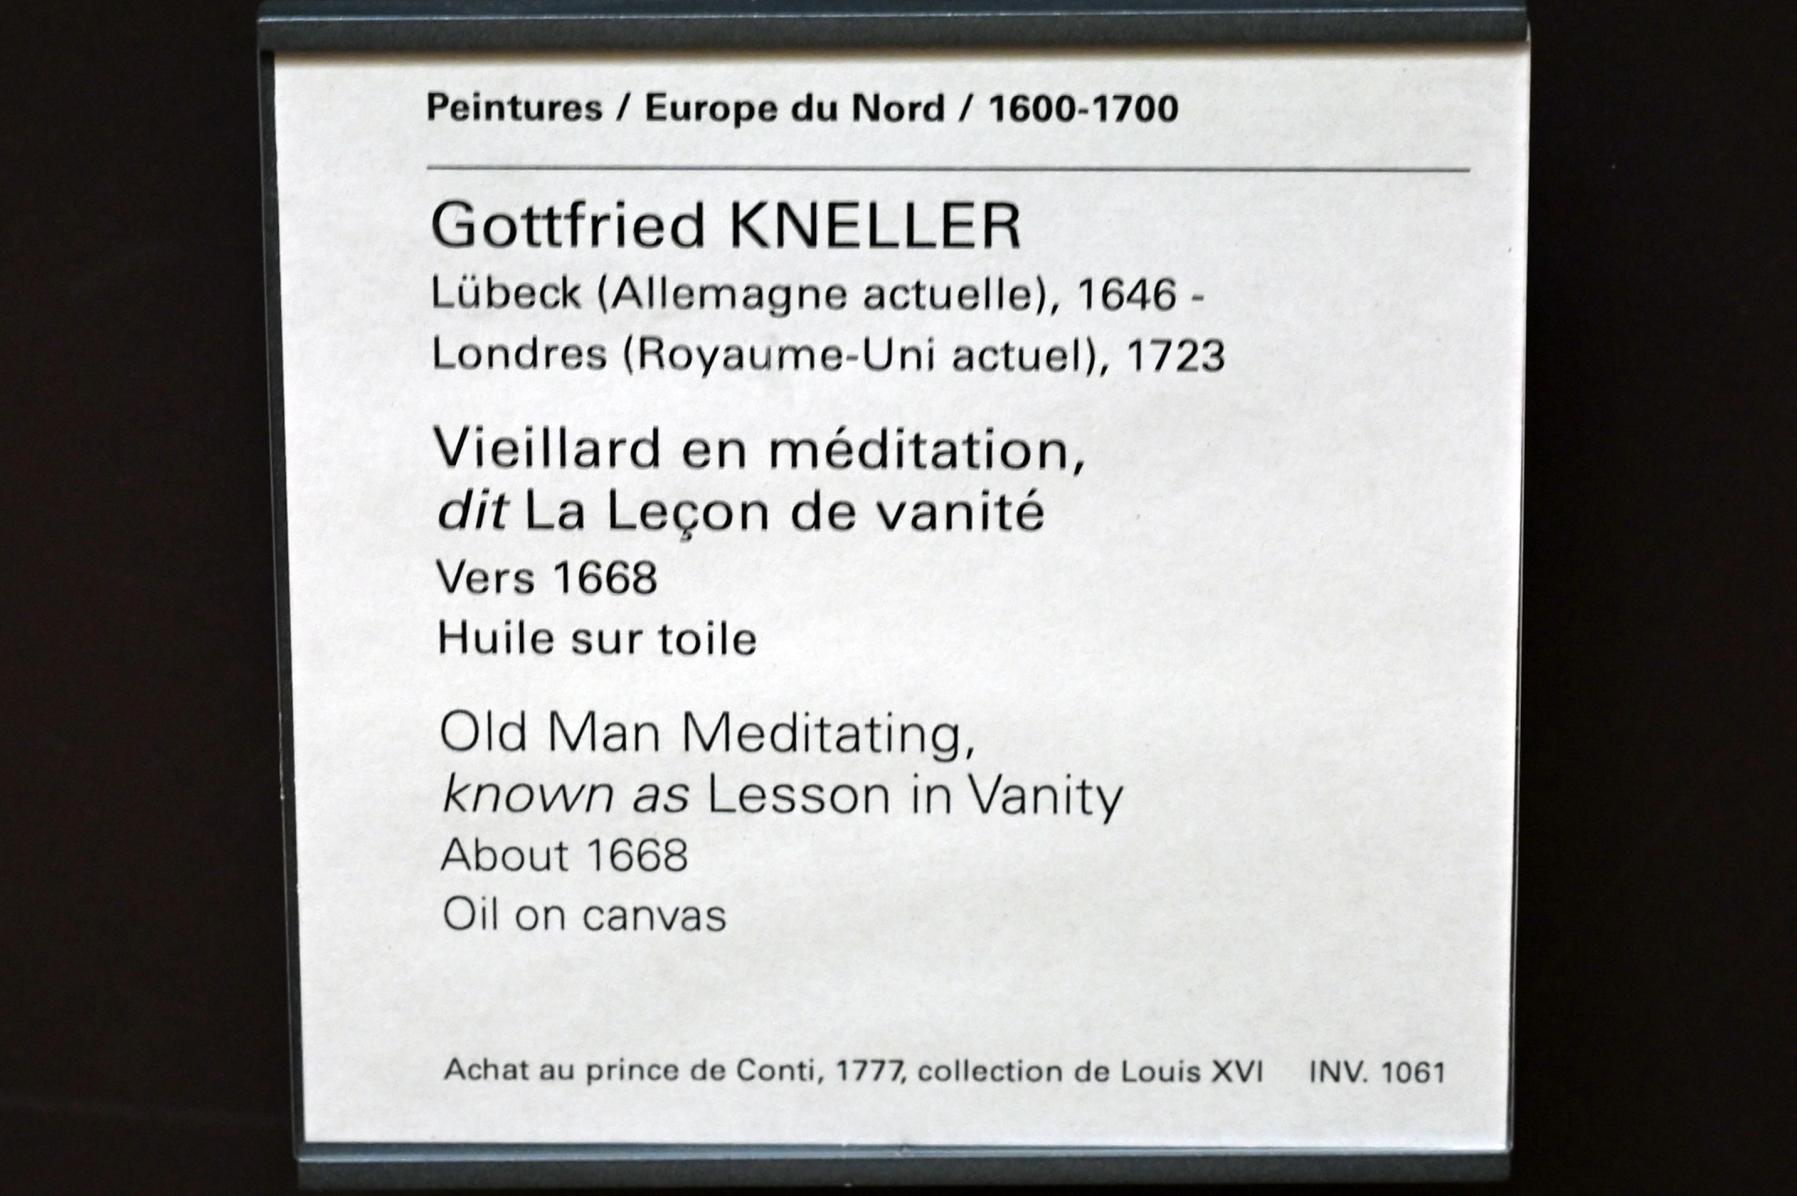 Peintures / Europe du Nord / 1600-1700
Gottfried KNELLER
Lübeck (Allemagne actuelle), 1646 -
Londres (Royaume-Uni actuel), 1723
Vieillard en méditation,
dit La Leçon de vanité
Vers 1668
Huile sur toile
Old Man Meditating,
known as Lesson in Vanity
About 1668
Oil on canvas
Achat au prince de Conti, 1777, collection de Louis XVI INV. 1061